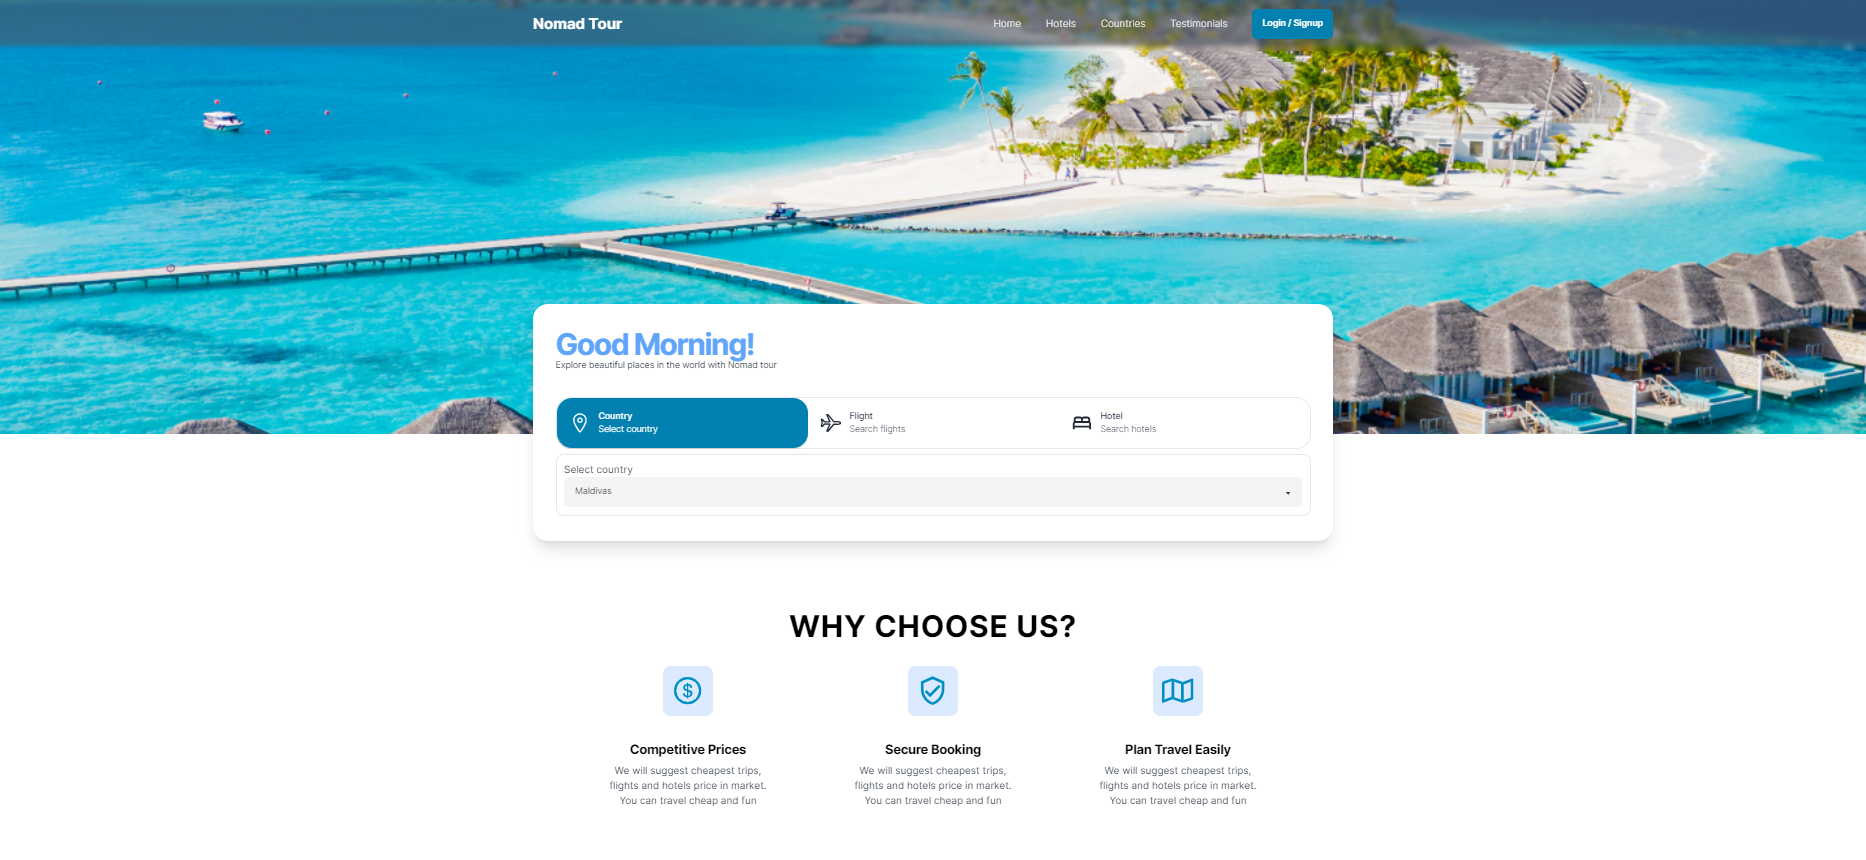 Nomad Tour
Home
Hotels
Countries
Testimonials
Login / Signup
Good Morning!
Explore beautiful places in the world with Nomad tour
Country
Select country
Flight
Search flights
Hotel
Search hotels
Select country
Maldivas
WHY CHOOSE US?
Competitive Prices
We will suggest cheapest trips,
flights and hotels price in market.
You can travel cheap and fun
Secure Booking
We will suggest cheapest trips,
flights and hotels price in market.
You can travel cheap and fun
Plan Travel Easily
We will suggest cheapest trips,
flights and hotels price in market.
You can travel cheap and fun